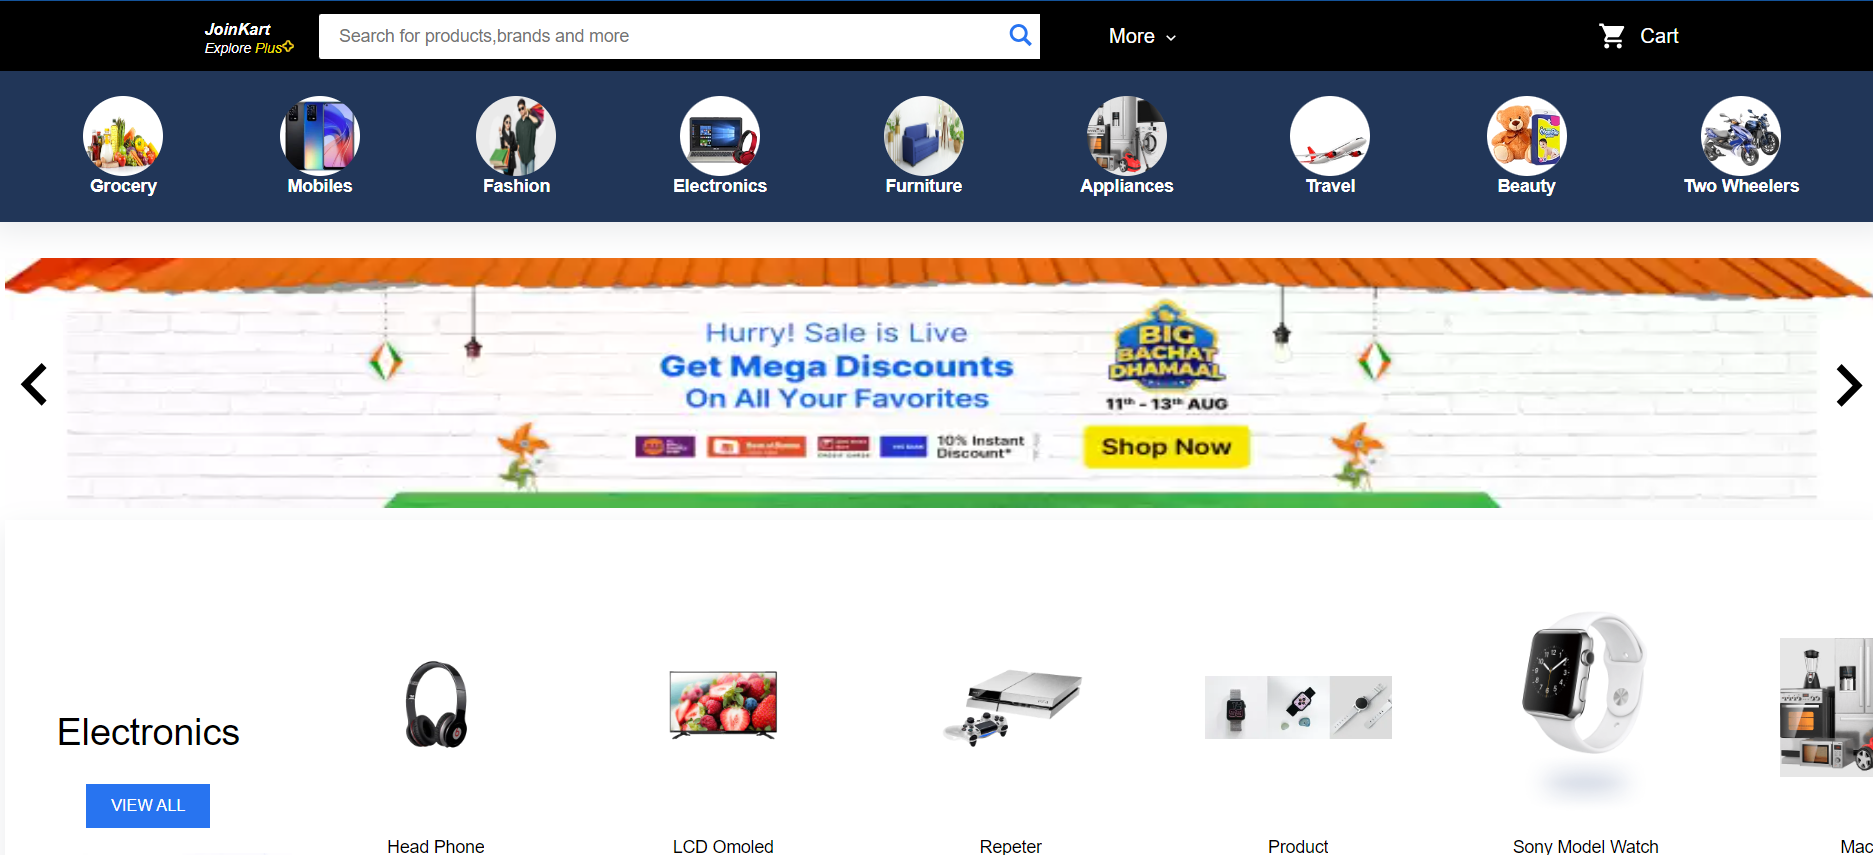 JoinKart
Explore Plus
Search for products,brands and more
More
Cart
Grocery
Mobiles
Fashion
Electronics
Furniture
Appliances
Travel
Beauty
Two Wheelers
Hurry! Sale is Live
Get Mega Discounts
On All Your Favorites
10% Instant
Discount*
BIG
BACHAT
DHAMAAL
11th - 13th AUG
Shop Now
Electronics
VIEW ALL
Head Phone
LCD Omoled
Repeter
Product
Sony Model Watch
Mac